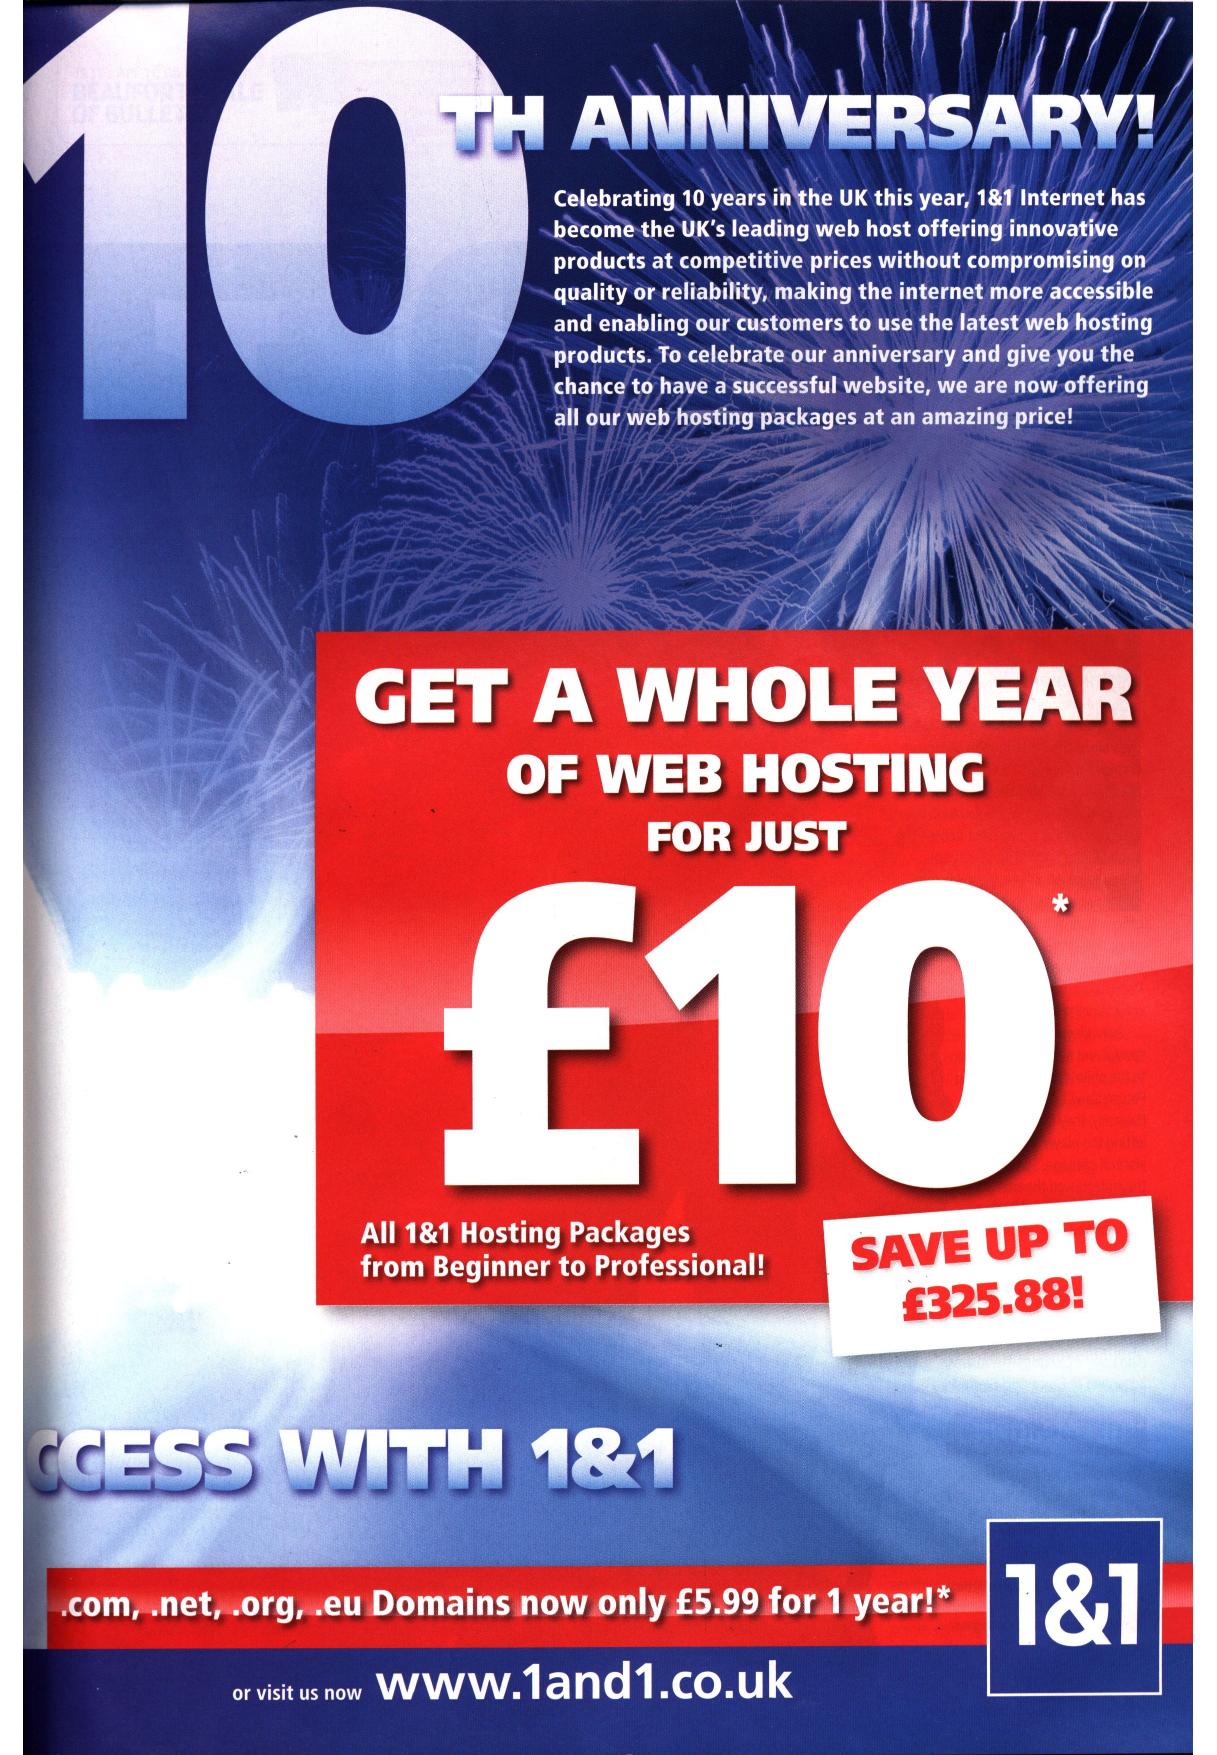 10
TH ANNIVERSARY!
Celebrating 10 years in the UK this year, 1&1 Internet has
become the UK's leading web host offering innovative
products at competitive prices without compromising on
quality or reliability, making the internet more accessible
and enabling our customers to use the latest web hosting
products. To celebrate our anniversary and give you the
chance to have a successful website, we are now offering
all our web hosting packages at an amazing price!
GET A WHOLE YEAR
OF WEB HOSTING
FOR JUST
£10*
All 1&1 Hosting Packages
from Beginner to Professional!
SAVE UP TO
£325.88!
CCESS WITH 1&1
.com, .net, .org, .eu Domains now only £5.99 for 1 year!*
1&1
or visit us now www.1and1.co.uk